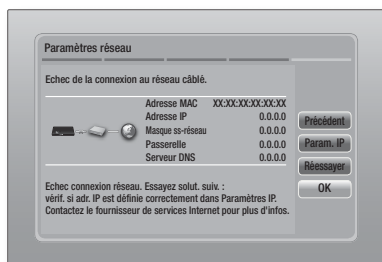 Paramètres réseau
Echec de la connexion au réseau câblé.
Adresse MAC XX:XX:XX:XX:XX:XX
Adresse IP 0.0.0.0
Masque ss-réseau 0.0.0.0
Passerelle 0.0.0.0
Serveur DNS 0.0.0.0
Précédent
Param. IP
Réessayer
OK
Echec connexion réseau. Essayez solut. suiv. :
vérif. si adr. IP est définie correctement dans Paramètres IP.
Contactez le fournisseur de services Internet pour plus d'infos.